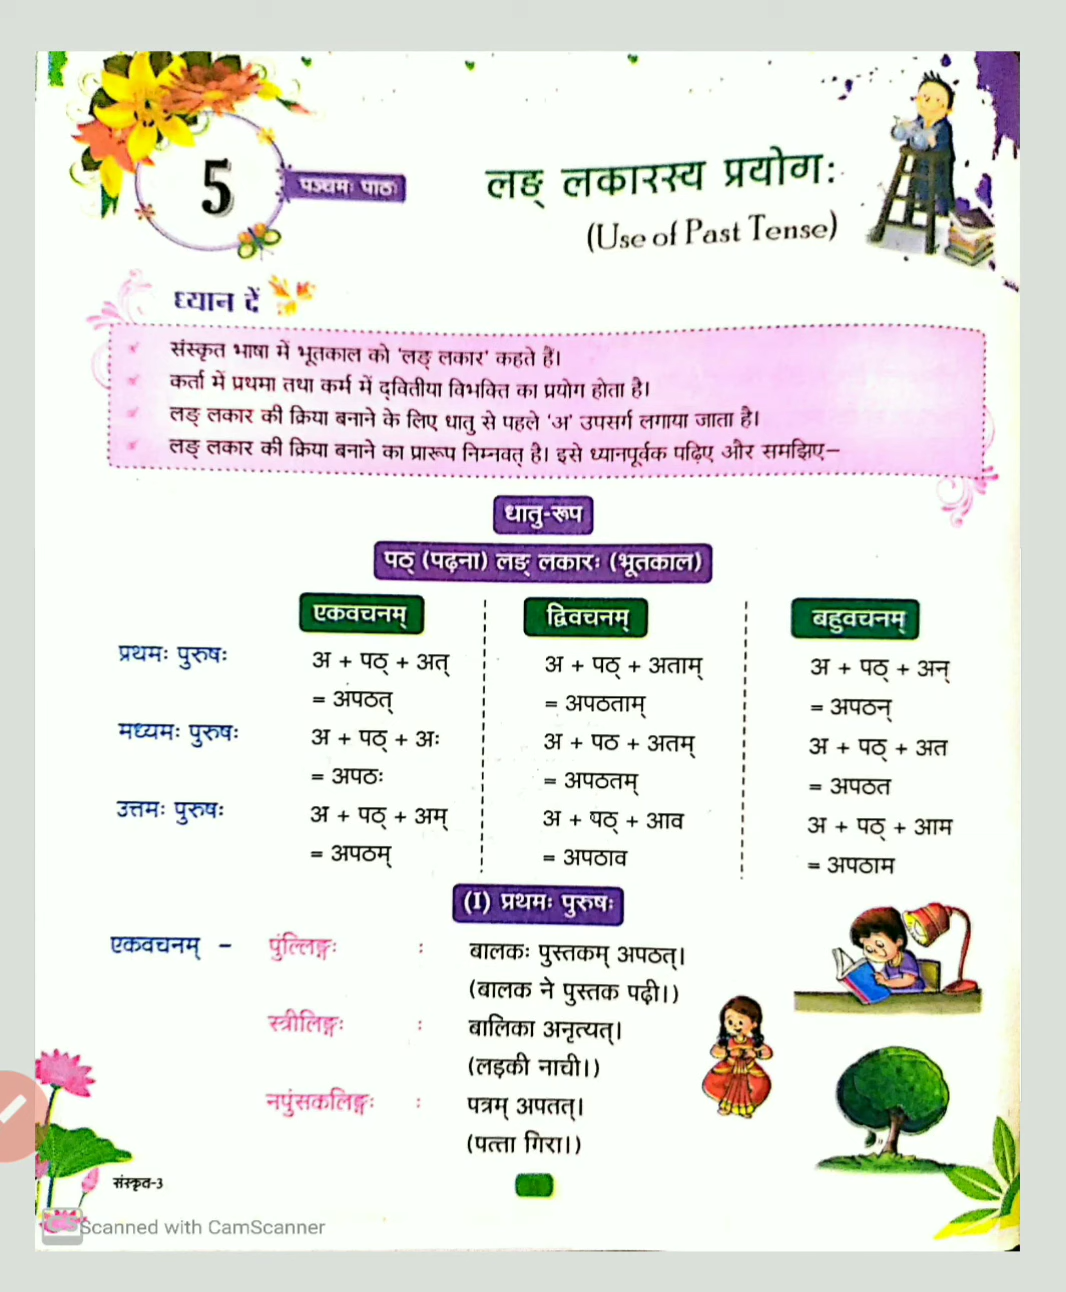 5
पञ्चमः पाठः
लङ् लकारस्य प्रयोगः
(Use of Past Tense)
ध्यान दें
संस्कृत भाषा में भूतकाल को 'लङ् लकार' कहते हैं।
कर्ता में प्रथमा तथा कर्म में द्वितीया विभक्ति का प्रयोग होता है।
लङ् लकार की क्रिया बनाने के लिए धातु से पहले 'अ' उपसर्ग लगाया जाता है।
लङ् लकार की क्रिया बनाने का प्रारूप निम्नवत् है। इसे ध्यानपूर्वक पढ़िए और समझिए–
धातु-रूप
पठ् (पढ़ना) लङ् लकारः (भूतकाल)
एकवचनम् द्विवचनम् बहुवचनम्
प्रथमः पुरुषः अ + पठ् + अत् अ + पठ् + अताम् अ + पठ् + अन्
= अपठत् = अपठताम् = अपठन्
मध्यमः पुरुषः अ + पठ् + अः अ + पठ + अतम् अ + पठ् + अत
= अपठः = अपठतम् = अपठत
उत्तमः पुरुषः अ + पठ् + अम् अ + पठ् + आव अ + पठ् + आम
= अपठम् = अपठाव = अपठाम
(I) प्रथमः पुरुषः
एकवचनम् – पुंल्लिङ्गः : बालकः पुस्तकम् अपठत्।
(बालक ने पुस्तक पढ़ी।)
स्त्रीलिङ्गः : बालिका अनृत्यत्।
(लड़की नाची।)
नपुंसकलिङ्गः : पत्रम् अपतत्।
(पत्ता गिरा।)
संस्कृत-3
Scanned with CamScanner